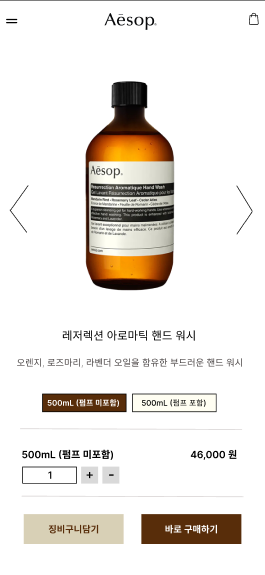 Aēsop.
Aēsop.
Resurrection Aromatique Hand Wash
레저렉션 아로마틱 핸드 워시
오렌지, 로즈마리, 라벤더 오일을 함유한 부드러운 핸드 워시
500mL (펌프 미포함) 500mL (펌프 포함)
500mL (펌프 미포함) 46,000 원
1 + -
장비구니담기 바로 구매하기